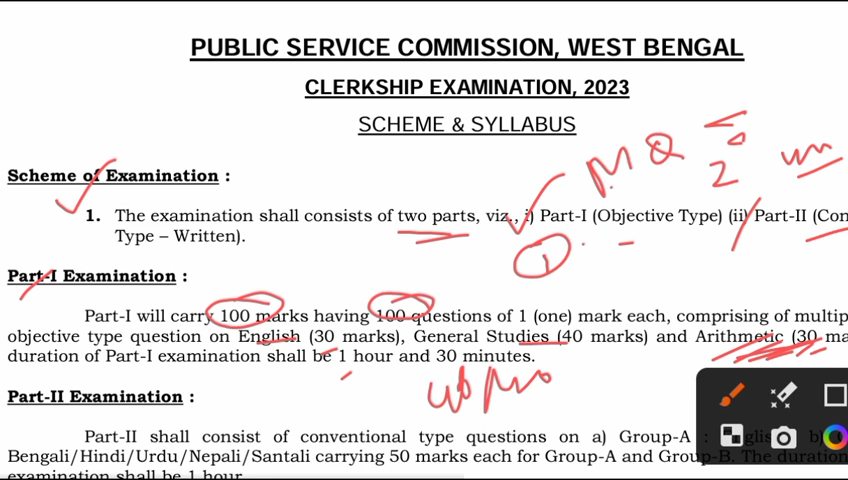 PUBLIC SERVICE COMMISSION, WEST BENGAL
CLERKSHIP EXAMINATION, 2023
SCHEME & SYLLABUS
Scheme of Examination :
1. The examination shall consists of two parts, viz., i) Part-I (Objective Type) (ii) Part-II (Con
Type – Written).
Part-I Examination :
Part-I will carry 100 marks having 100 questions of 1 (one) mark each, comprising of multip
objective type question on English (30 marks), General Studies (40 marks) and Arithmetic (30 ma
duration of Part-I examination shall be 1 hour and 30 minutes.
Part-II Examination :
Part-II shall consist of conventional type questions on a) Group-A : b)
Bengali/Hindi/Urdu/Nepali/Santali carrying 50 marks each for Group-A and Group-B. The duration
examination shall be 1 hour